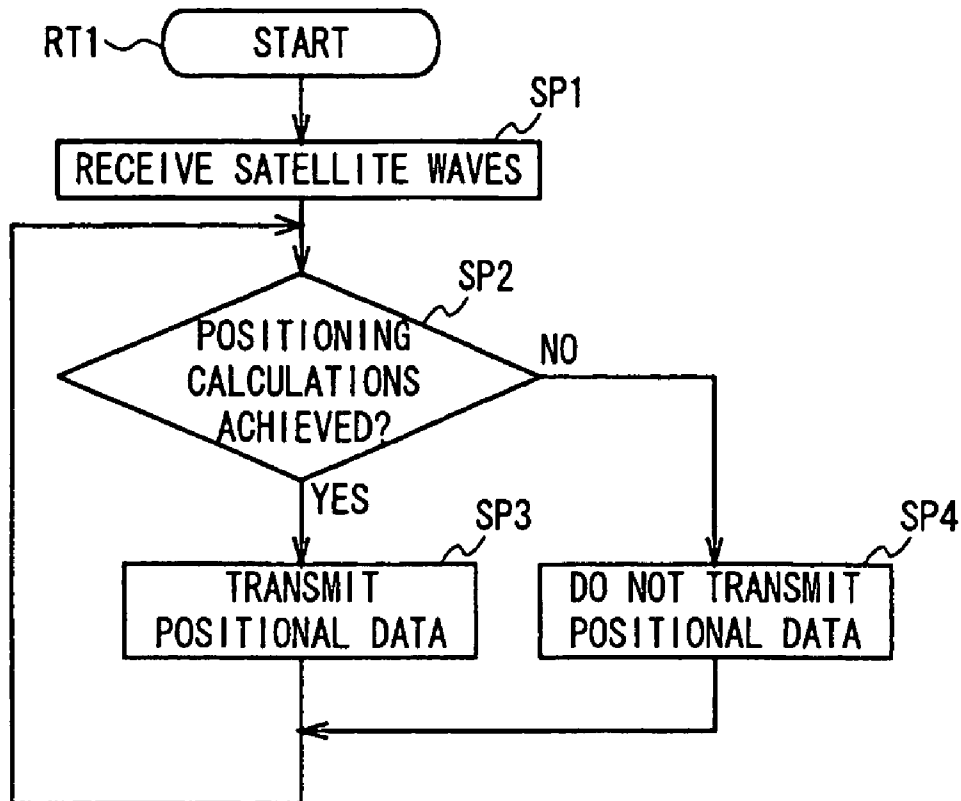 RT1
START
SP1
RECEIVE SATELLITE WAVES
SP2
POSITIONING
CALCULATIONS
ACHIEVED?
NO
YES
SP3
TRANSMIT
POSITIONAL DATA
SP4
DO NOT TRANSMIT
POSITIONAL DATA